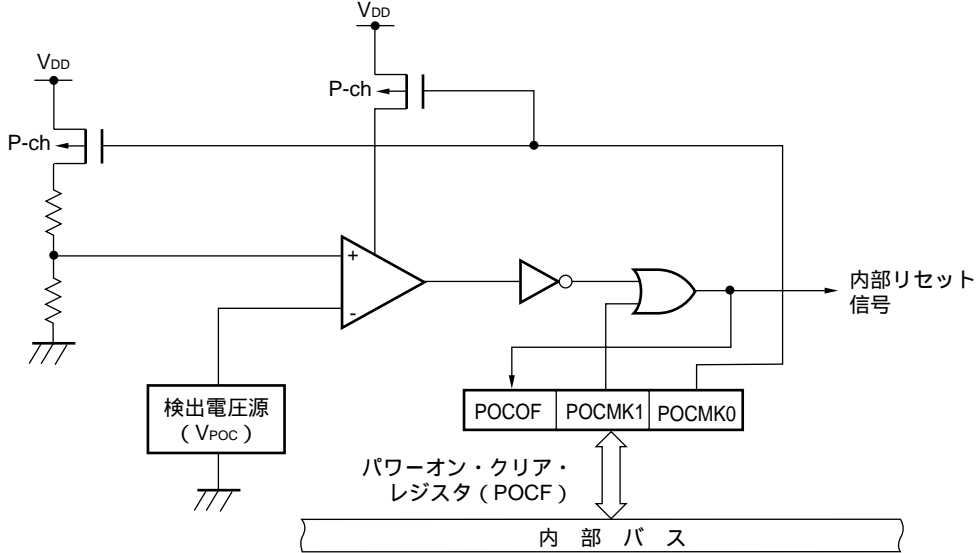 VDD
VDD
P-ch
P-ch
+
-
内部リセット
信号
検出電圧源
（VPOC）
POCOF
POCMK1
POCMK0
パワーオン・クリア・
レジスタ（POCF）
内 部 バ ス